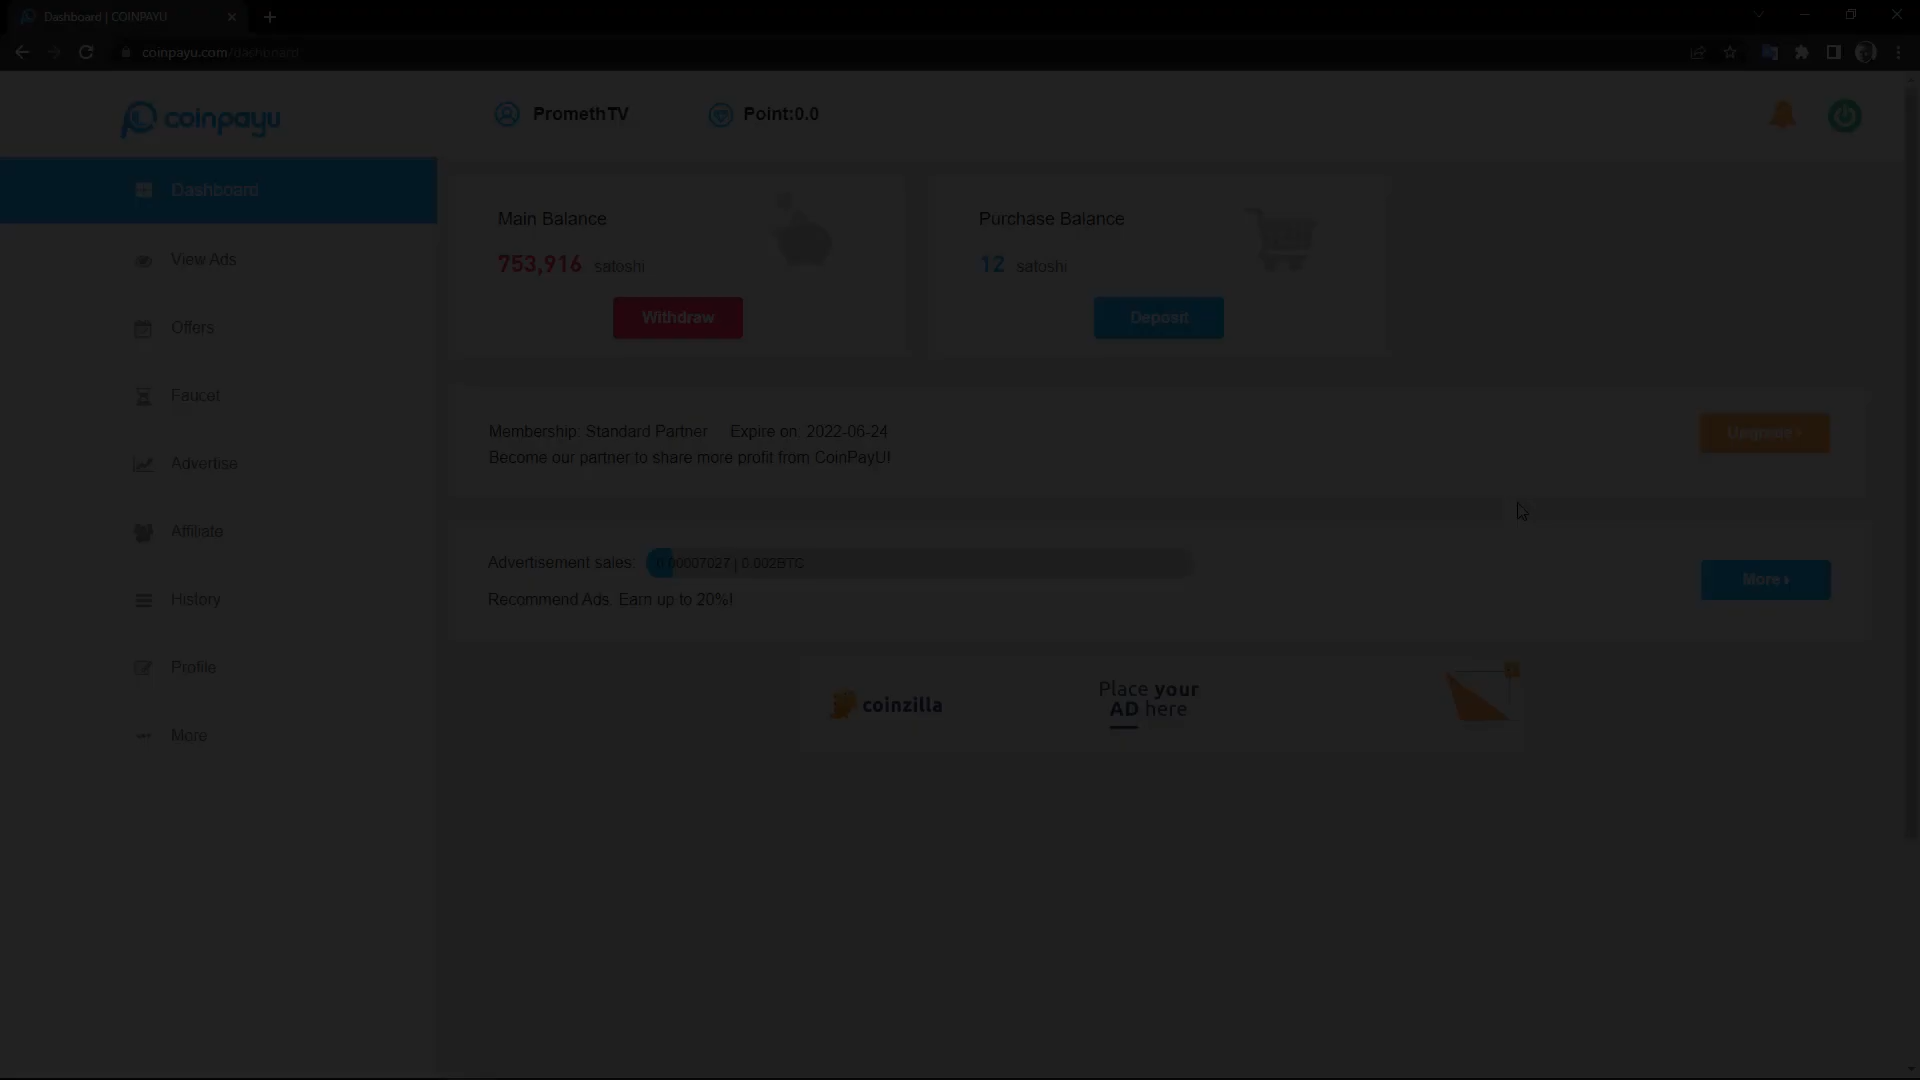 Dashboard | COINPAYU
coinpayu.com/dashboard
coinpayu
PromethTV
Point:0.0
Dashboard
View Ads
Offers
Faucet
Advertise
Affiliate
History
Profile
More
Main Balance
753,916 satoshi
Withdraw
Purchase Balance
12 satoshi
Deposit
Membership: Standard Partner Expire on: 2022-06-24
Become our partner to share more profit from CoinPayU!
Upgrade
Advertisement sales: 0.00007027 | 0.002BTC
Recommend Ads. Earn up to 20%!
More
coinzilla
Place your
AD here